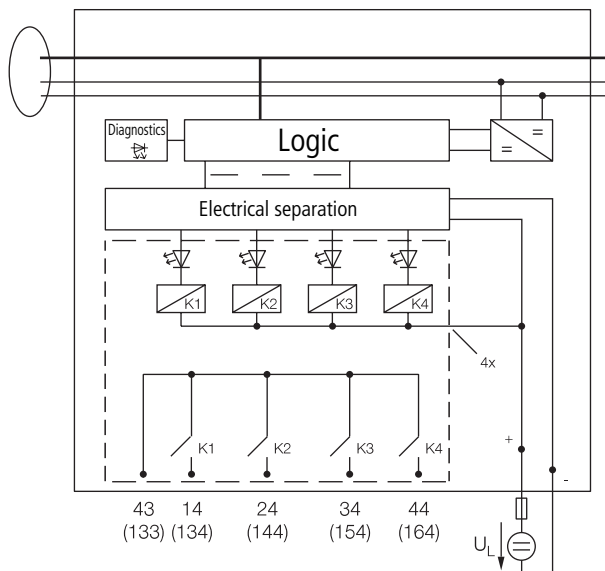 Diagnostics
Logic
=
=
Electrical separation
K1 K2 K3 K4
4x
K1 K2 K3 K4
+
-
43 14 24 34 44
(133) (134) (144) (154) (164)
UL